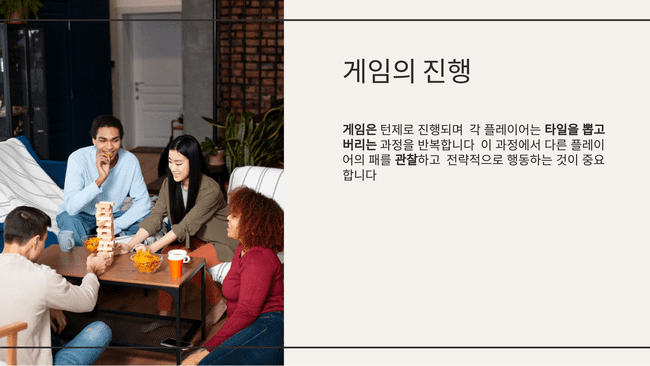 게임의 진행
게임은 턴제로 진행되며 각 플레이어는 타일을 뽑고
버리는 과정을 반복합니다 이 과정에서 다른 플레이
어의 패를 관찰하고 전략적으로 행동하는 것이 중요
합니다